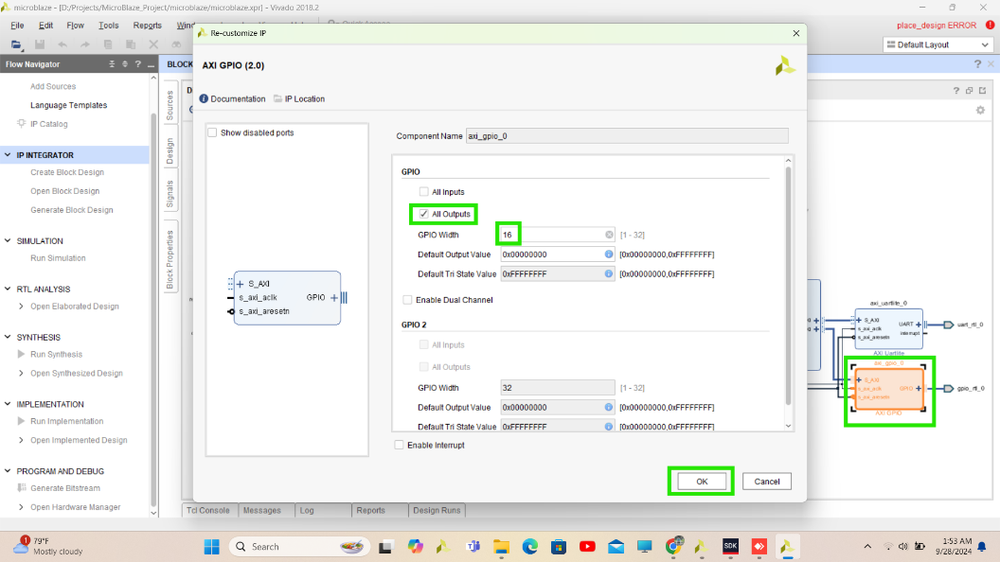 microblaze - [D:/Projects/MicroBlaze_Project/microblaze/microblaze.xpr] - Vivado 2018.2
File Edit Flow Tools Reports
place_design ERROR
Default Layout
Flow Navigator
Add Sources
Language Templates
IP Catalog
IP INTEGRATOR
Create Block Design
Open Block Design
Generate Block Design
SIMULATION
Run Simulation
RTL ANALYSIS
Open Elaborated Design
SYNTHESIS
Run Synthesis
Open Synthesized Design
IMPLEMENTATION
Run Implementation
Open Implemented Design
PROGRAM AND DEBUG
Generate Bitstream
Open Hardware Manager
Sources
Design
Signals
Block Properties
Re-customize IP
AXI GPIO (2.0)
Documentation IP Location
Show disabled ports
S_AXI
s_axi_aclk
s_axi_aresetn
GPIO
Component Name axi_gpio_0
GPIO
All Inputs
All Outputs
GPIO Width 16 [1 - 32]
Default Output Value 0x00000000 [0x00000000,0xFFFFFFFF]
Default Tri State Value 0xFFFFFFFF [0x00000000,0xFFFFFFFF]
Enable Dual Channel
GPIO 2
All Inputs
All Outputs
GPIO Width 32 [1 - 32]
Default Output Value 0x00000000 [0x00000000,0xFFFFFFFF]
Default Tri State Value 0xFFFFFFFF [0x00000000,0xFFFFFFFF]
Enable Interrupt
OK Cancel
axi_uartlite_0
S_AXI
s_axi_aclk
s_axi_aresetn
UART
interrupt
AXI Uartlite
uart_rtl_0
axi_gpio_0
S_AXI
s_axi_aclk
s_axi_aresetn
GPIO
AXI GPIO
gpio_rtl_0
Tcl Console Messages Log Reports Design Runs
1
79°F
Mostly cloudy
Search
SDK
1:53 AM
9/28/2024